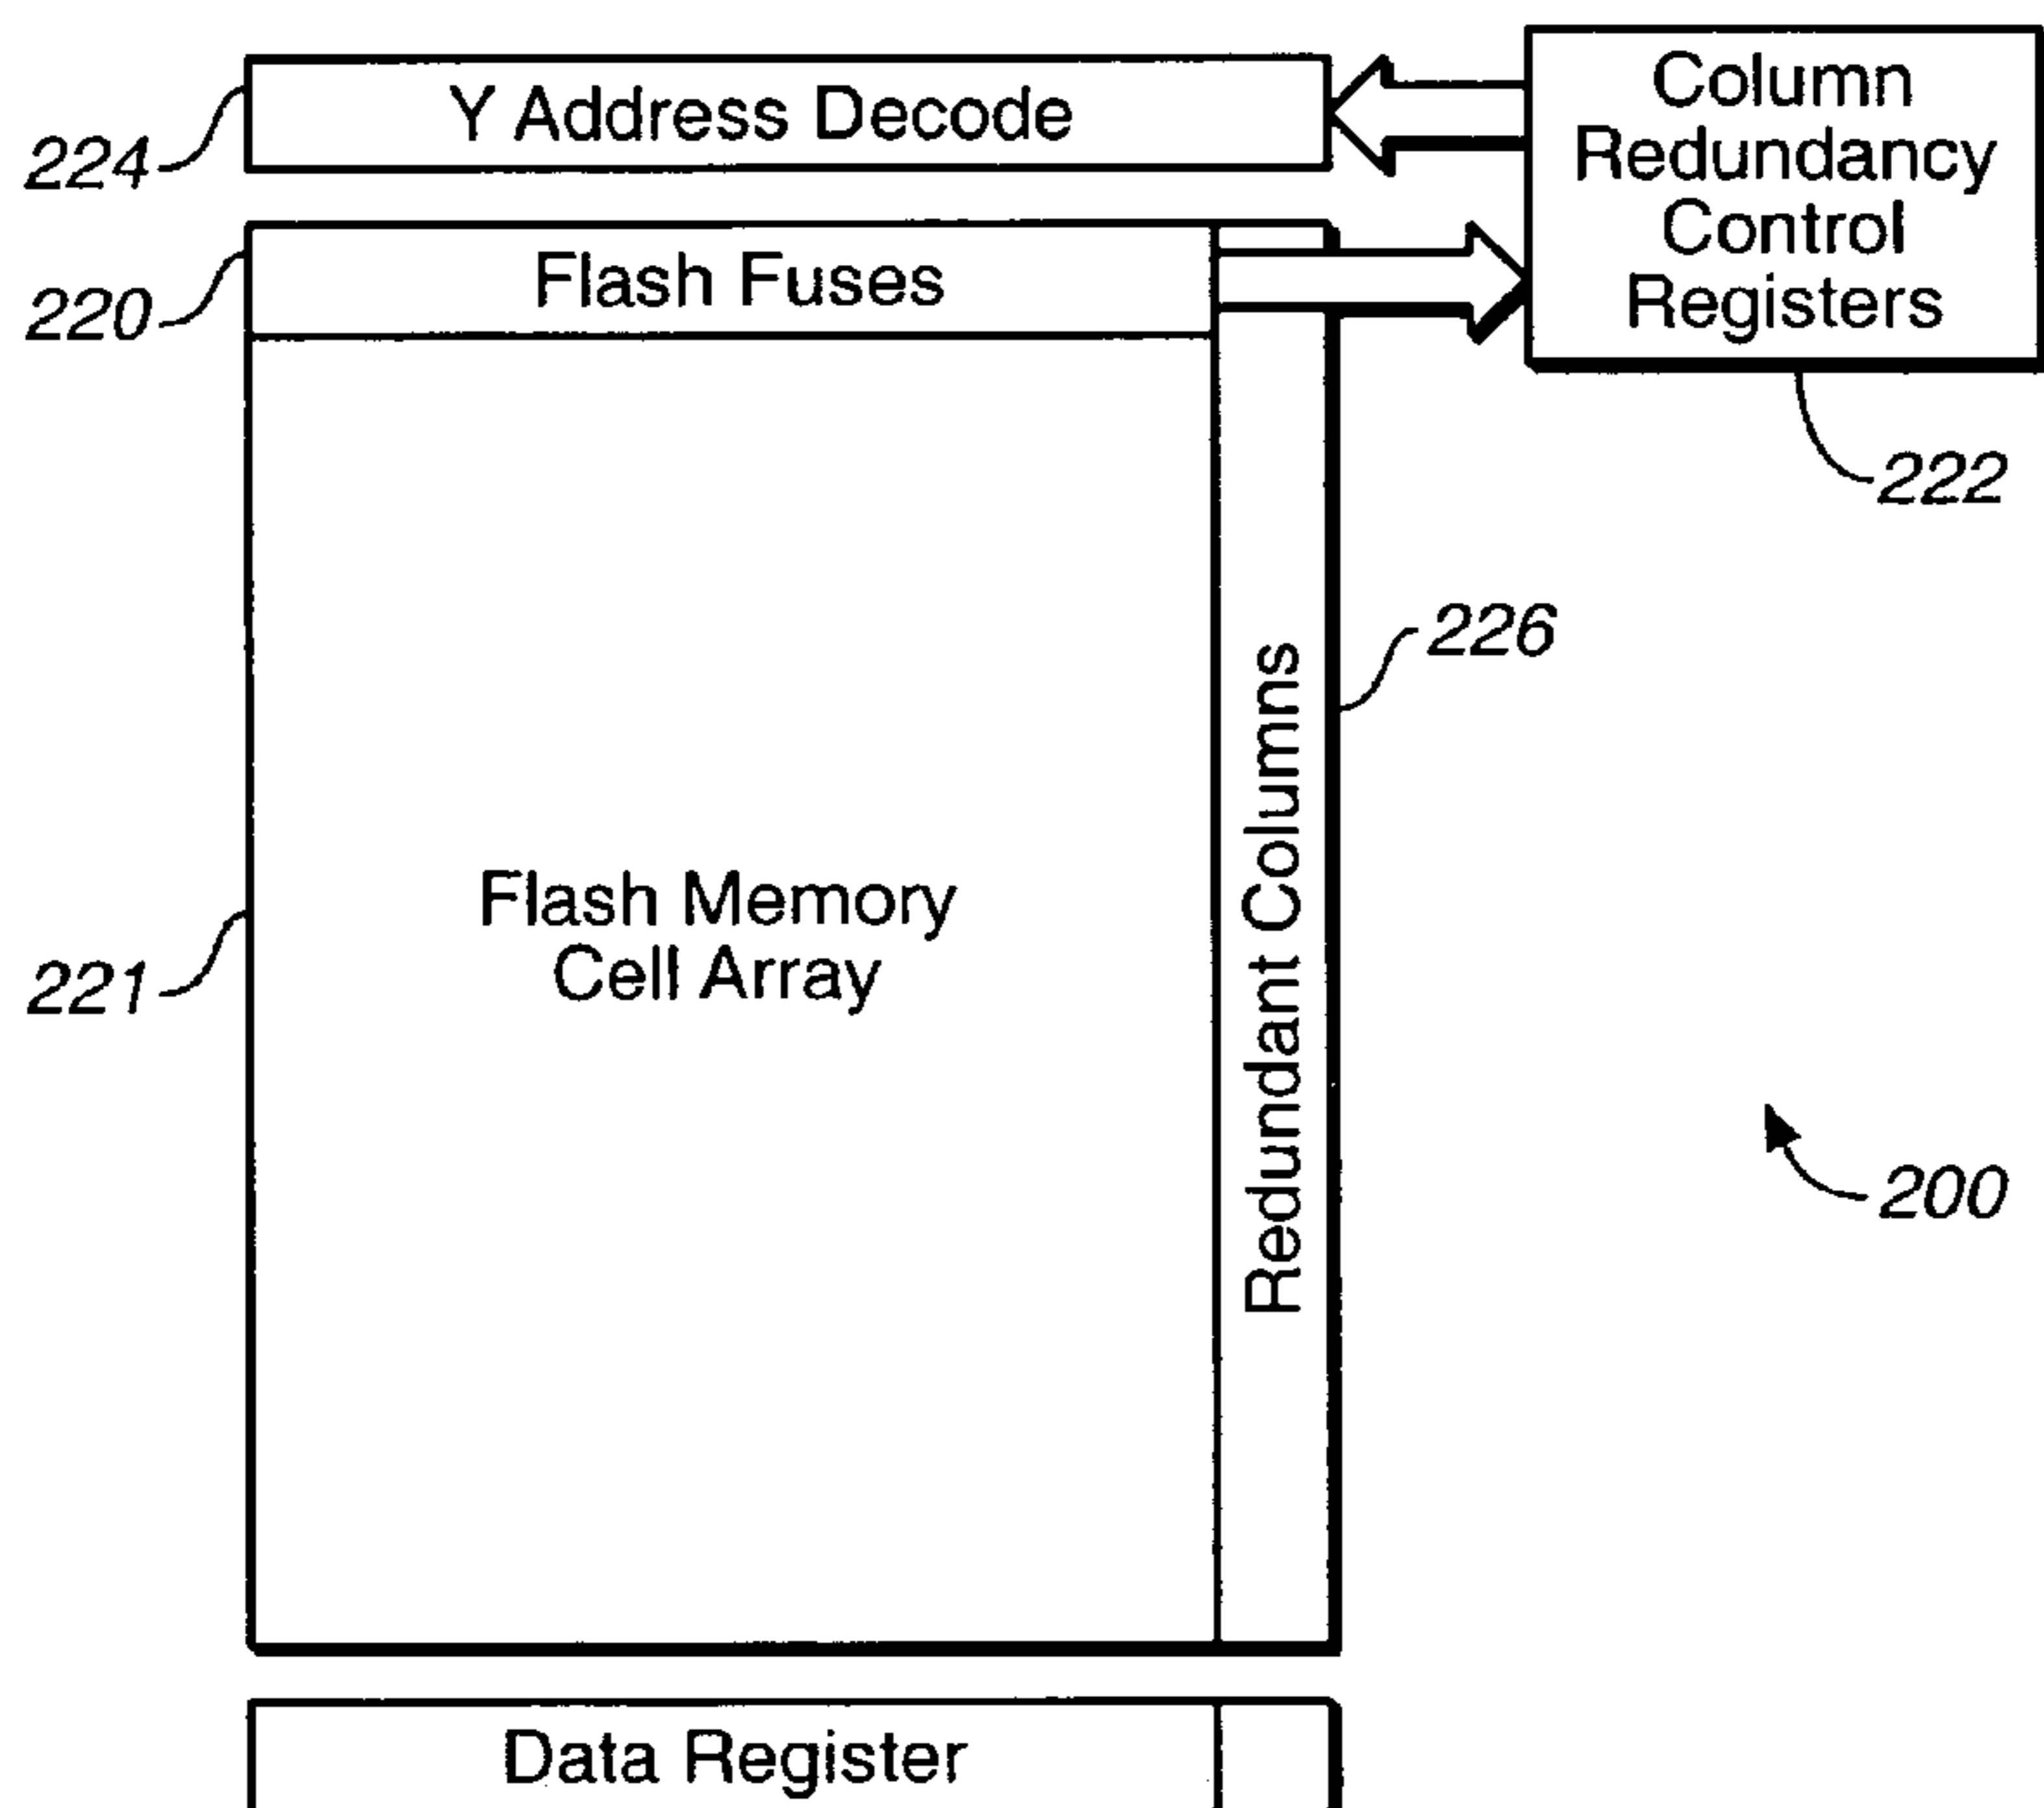 Y Address Decode
224
Column
Redundancy
Control
Registers
222
Flash Fuses
220
Redundant Columns
226
Flash Memory
Cell Array
221
200
Data Register